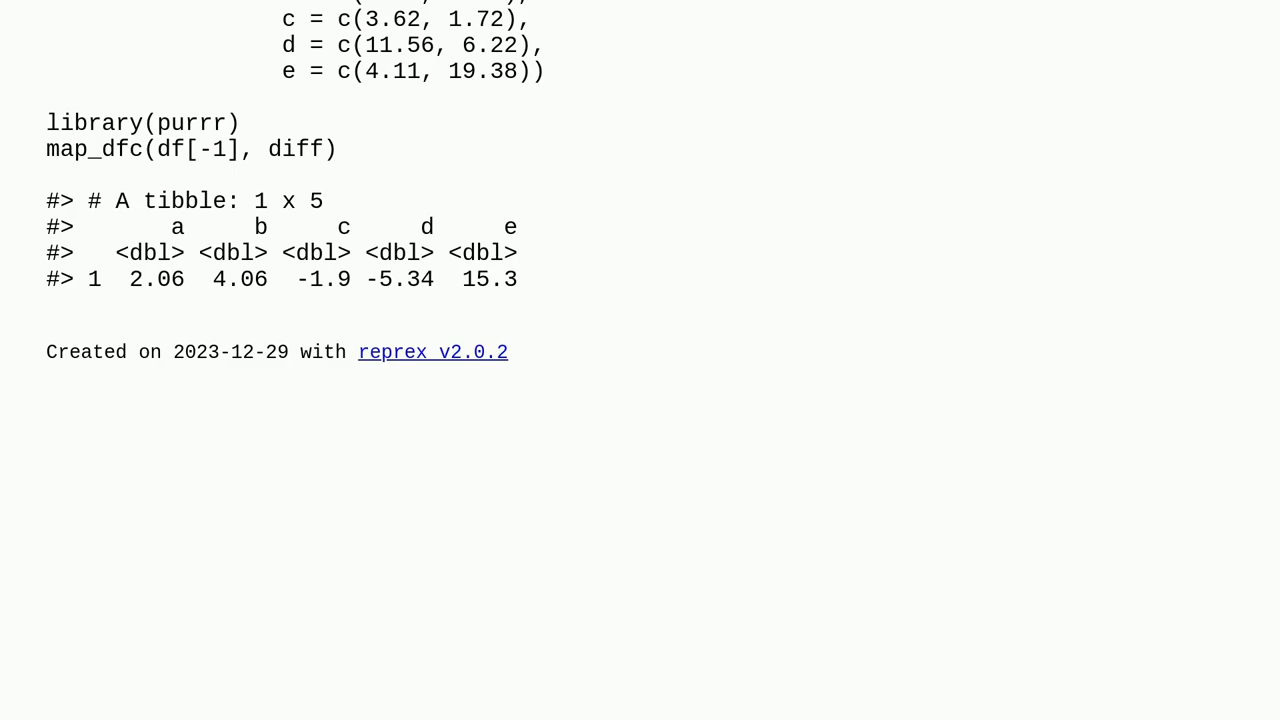 c = c(3.62, 1.72),
d = c(11.56, 6.22),
e = c(4.11, 19.38))
library(purrr)
map_dfc(df[-1], diff)
#> # A tibble: 1 x 5
#>       a     b     c     d     e
#>   <dbl> <dbl> <dbl> <dbl> <dbl>
#> 1  2.06  4.06  -1.9 -5.34  15.3
Created on 2023-12-29 with reprex v2.0.2